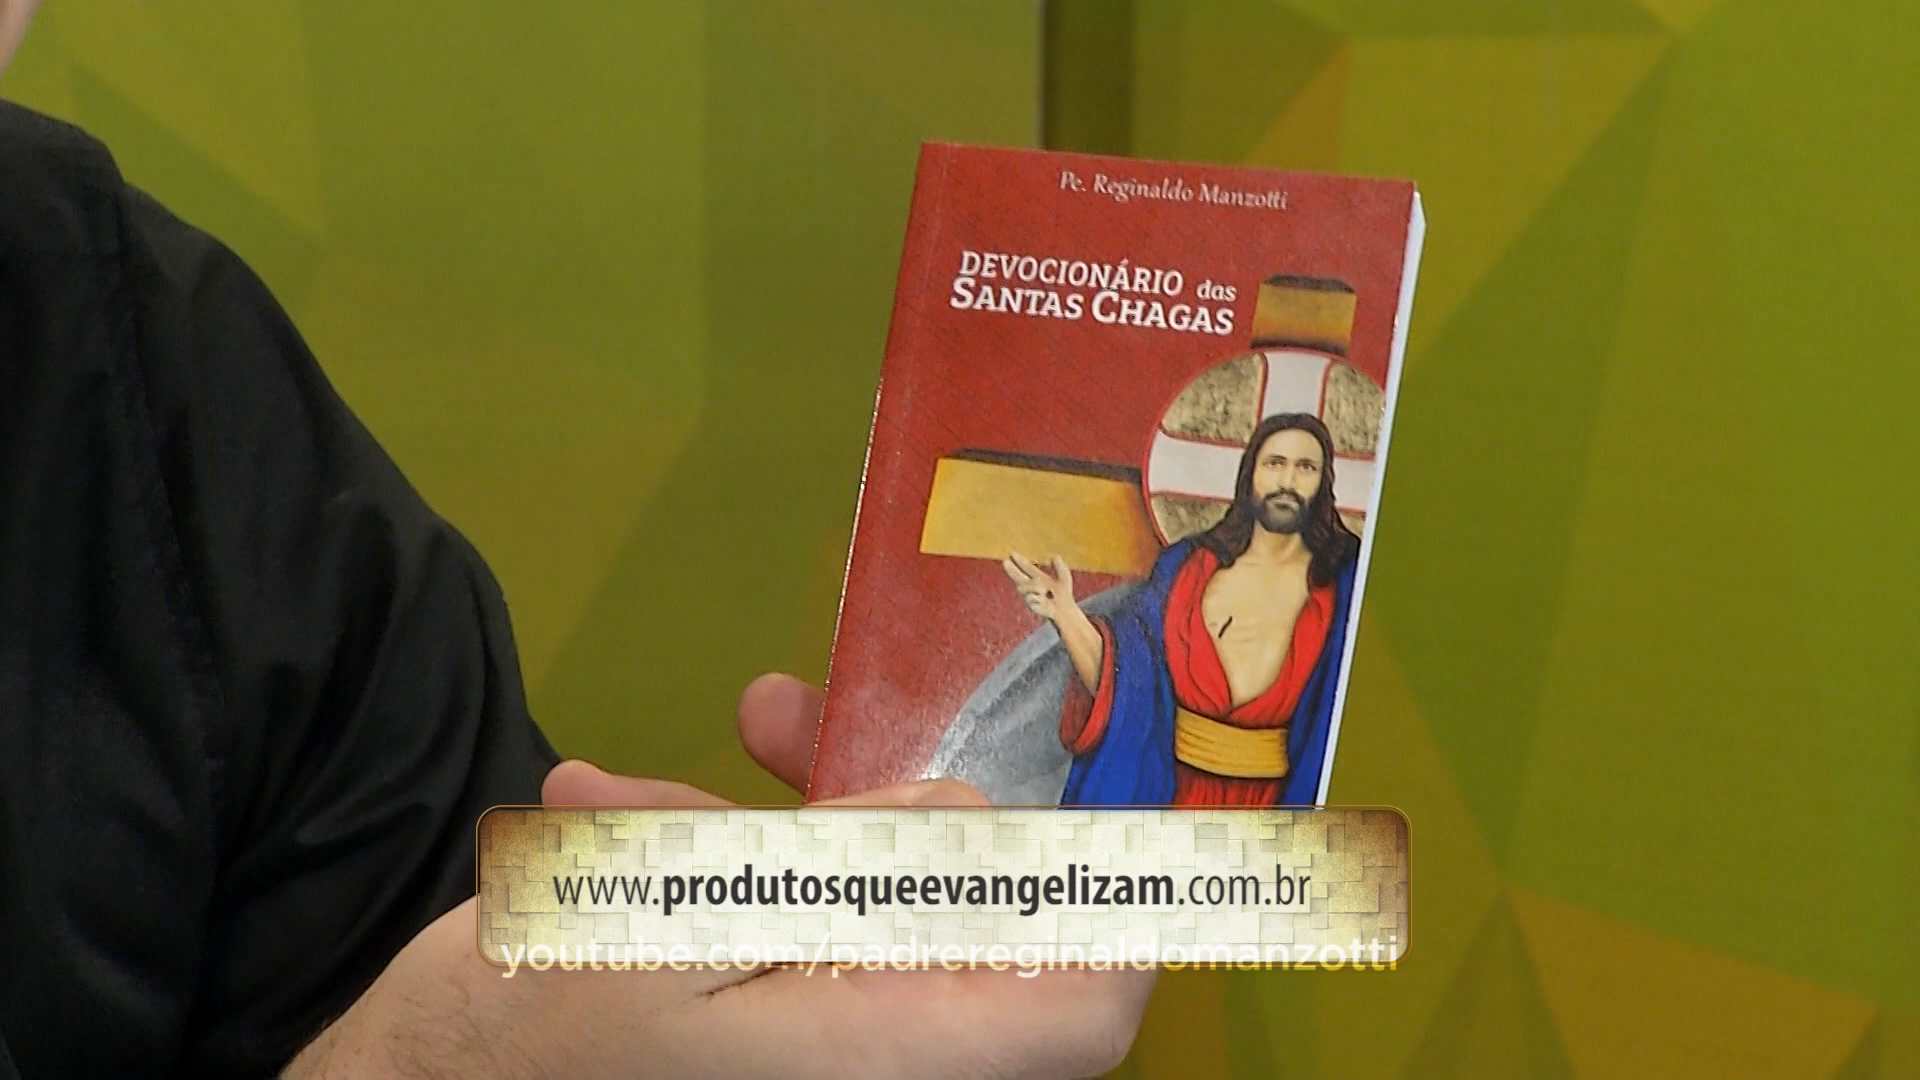 Pe. Reginaldo Manzotti
DEVOCIONÁRIO das
SANTAS CHAGAS
www.produtosqueevangelizam.com.br
youtube.com/padrereginaldomanzotti